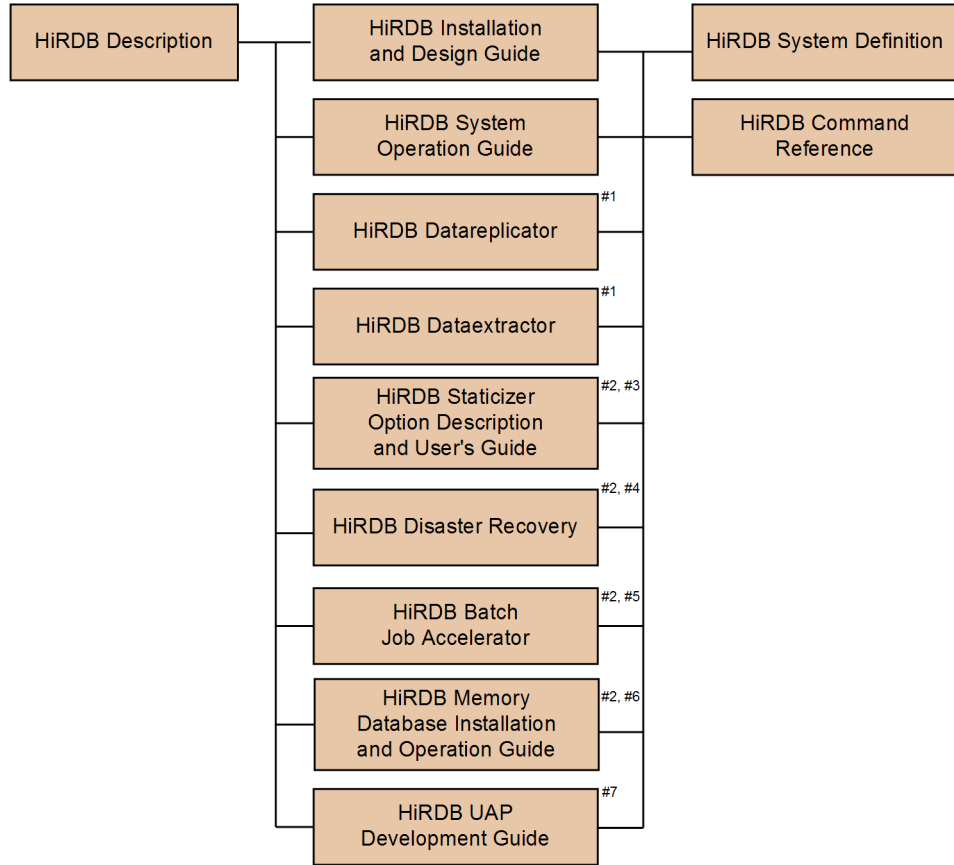 HiRDB Description
HiRDB Installation
and Design Guide
HiRDB System Definition
HiRDB System
Operation Guide
HiRDB Command
Reference
#1
HiRDB Datareplicator
#1
HiRDB Dataextractor
#2, #3
HiRDB Staticizer
Option Description
and User's Guide
#2, #4
HiRDB Disaster Recovery
#2, #5
HiRDB Batch
Job Accelerator
#2, #6
HiRDB Memory
Database Installation
and Operation Guide
#7
HiRDB UAP
Development Guide